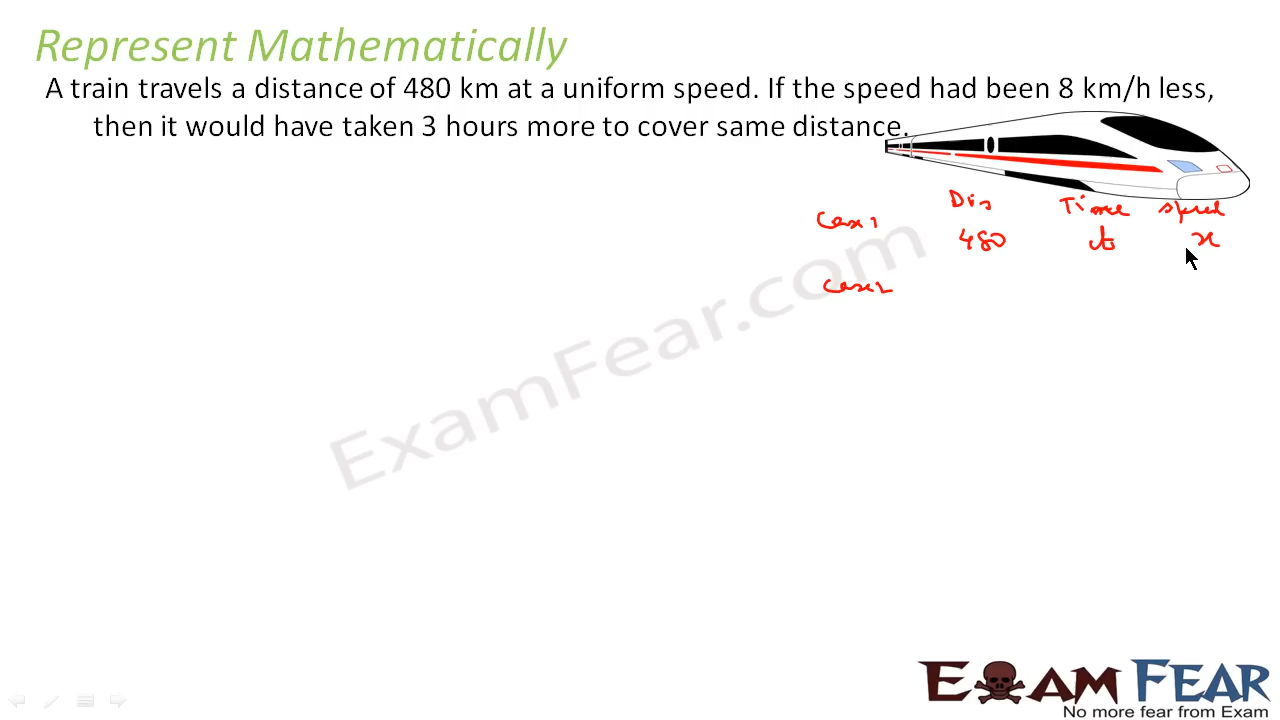 Represent Mathematically
A train travels a distance of 480 km at a uniform speed. If the speed had been 8 km/h less,
then it would have taken 3 hours more to cover same distance.
Dis Time speed
Case 1
480 t x
Case 2
ExamFear.com
EXAM FEAR
No more fear from Exam